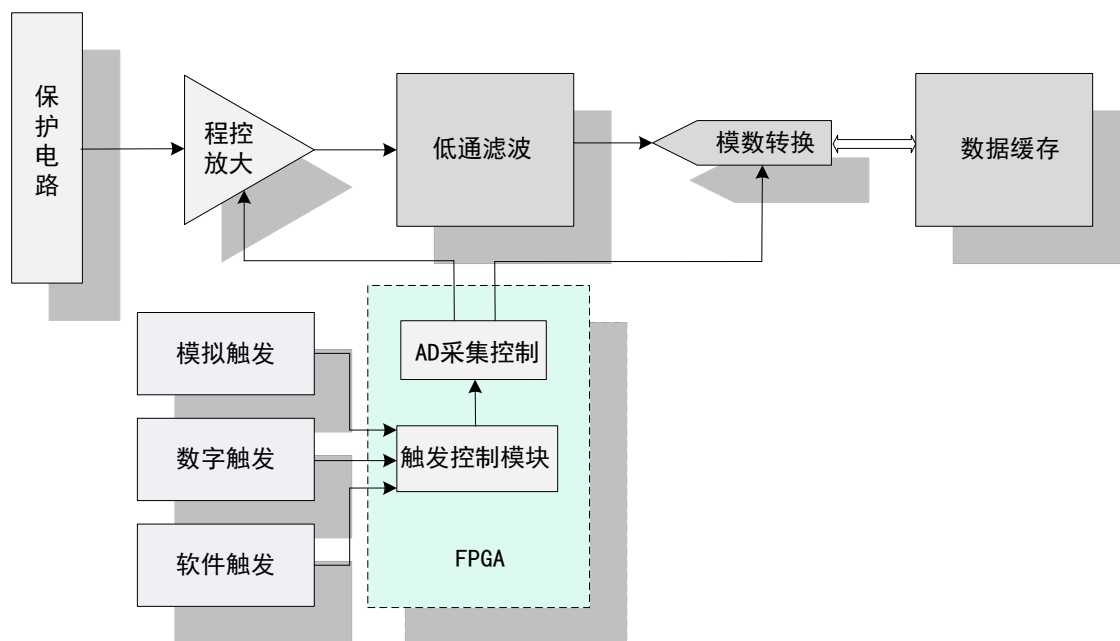 保护电路
程控
放大
低通滤波
模数转换
数据缓存
模拟触发
数字触发
软件触发
AD采集控制
触发控制模块
FPGA